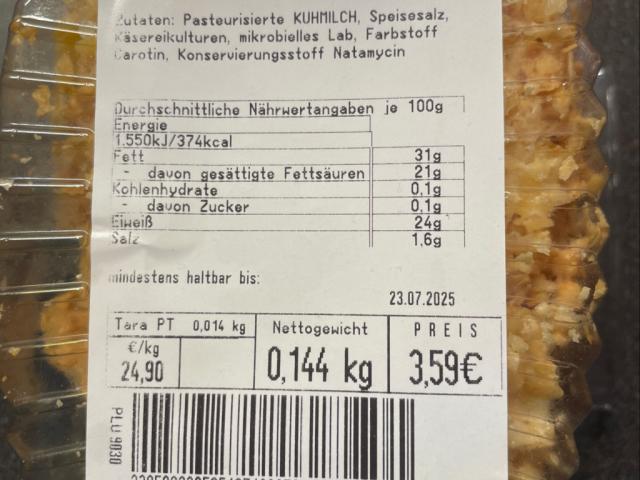 Zutaten: Pasteurisierte KUHMILCH, Speisesalz,
Käsereikulturen, mikrobielles Lab, Farbstoff
Carotin, Konservierungsstoff Natamycin
Durchschnittliche Nährwertangaben je 100g
Energie
1.550kJ/374kcal
Fett 31g
- davon gesättigte Fettsäuren 21g
Kohlenhydrate 0,1g
- davon Zucker 0,1g
Eiweiß 24g
Salz 1,6g
mindestens haltbar bis:
23.07.2025
Tara PT 0,014 kg Nettogewicht PREIS
€/kg
24,90 0,144 kg 3,59€
PLU 9030